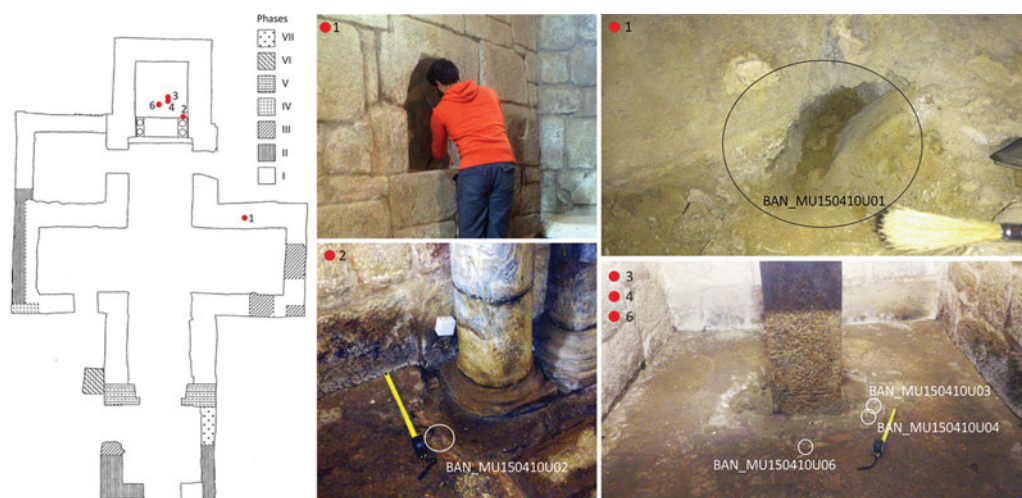 Phases
VII
VI
V
IV
III
II
I
3
6
4
2
1
1
1
BAN_MU150410U01
2
BAN_MU150410U02
3
4
6
BAN_MU150410U03
BAN_MU150410U04
BAN_MU150410U06